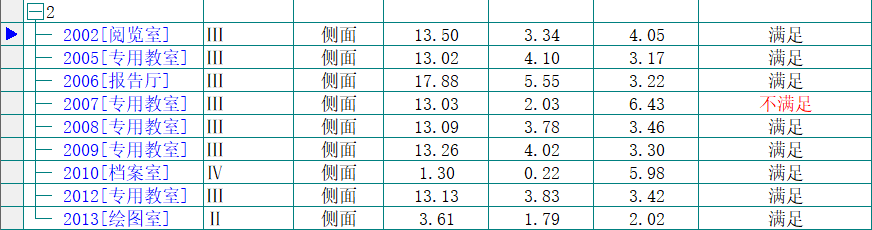 2
2002[阅览室] Ⅲ 侧面 13.50 3.34 4.05 满足
2005[专用教室] Ⅲ 侧面 13.02 4.10 3.17 满足
2006[报告厅] Ⅲ 侧面 17.88 5.55 3.22 满足
2007[专用教室] Ⅲ 侧面 13.03 2.03 6.43 不满足
2008[专用教室] Ⅲ 侧面 13.09 3.78 3.46 满足
2009[专用教室] Ⅲ 侧面 13.26 4.02 3.30 满足
2010[档案室] Ⅳ 侧面 1.30 0.22 5.98 满足
2012[专用教室] Ⅲ 侧面 13.13 3.83 3.42 满足
2013[绘图室] Ⅱ 侧面 3.61 1.79 2.02 满足